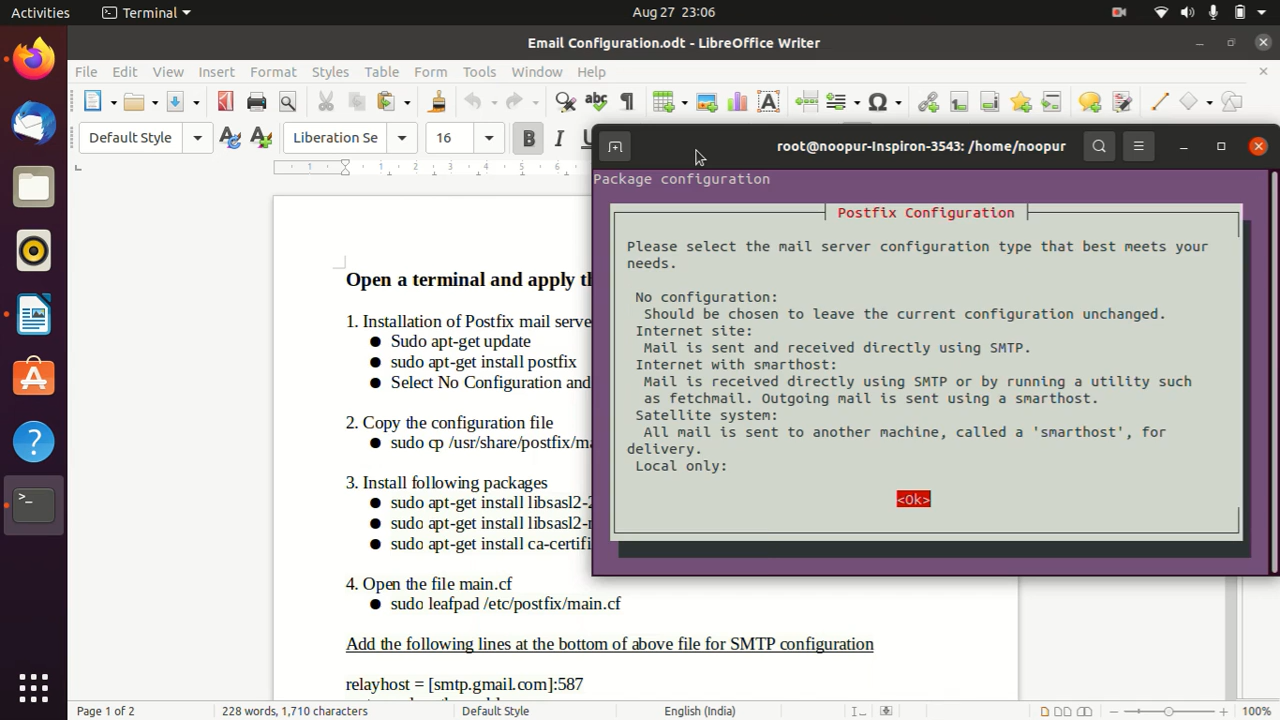 Activities
Terminal
Aug 27 23:06
Email Configuration.odt - LibreOffice Writer
File Edit View Insert Format Styles Table Form Tools Window Help
Default Style
Liberation Se
16
root@noopur-Inspiron-3543: /home/noopur
Package configuration
Postfix Configuration
Please select the mail server configuration type that best meets your
needs.
No configuration:
Should be chosen to leave the current configuration unchanged.
Internet site:
Mail is sent and received directly using SMTP.
Internet with smarthost:
Mail is received directly using SMTP or by running a utility such
as fetchmail. Outgoing mail is sent using a smarthost.
Satellite system:
All mail is sent to another machine, called a 'smarthost', for
delivery.
Local only:
<Ok>
Open a terminal and apply
1. Installation of Postfix mail
● Sudo apt-get update
● sudo apt-get install postfix
● Select No Configuration and
2. Copy the configuration file
● sudo cp /usr/share/postfix/
3. Install following packages
● sudo apt-get install libsasl2-
● sudo apt-get install libsasl2-
● sudo apt-get install
4. Open the file main.cf
● sudo leafpad /etc/postfix/main.cf
Add the following lines at the bottom of above file for SMTP configuration
relayhost = [smtp.gmail.com]:587
Page 1 of 2
228 words, 1,710 characters
Default Style
English (India)
100%